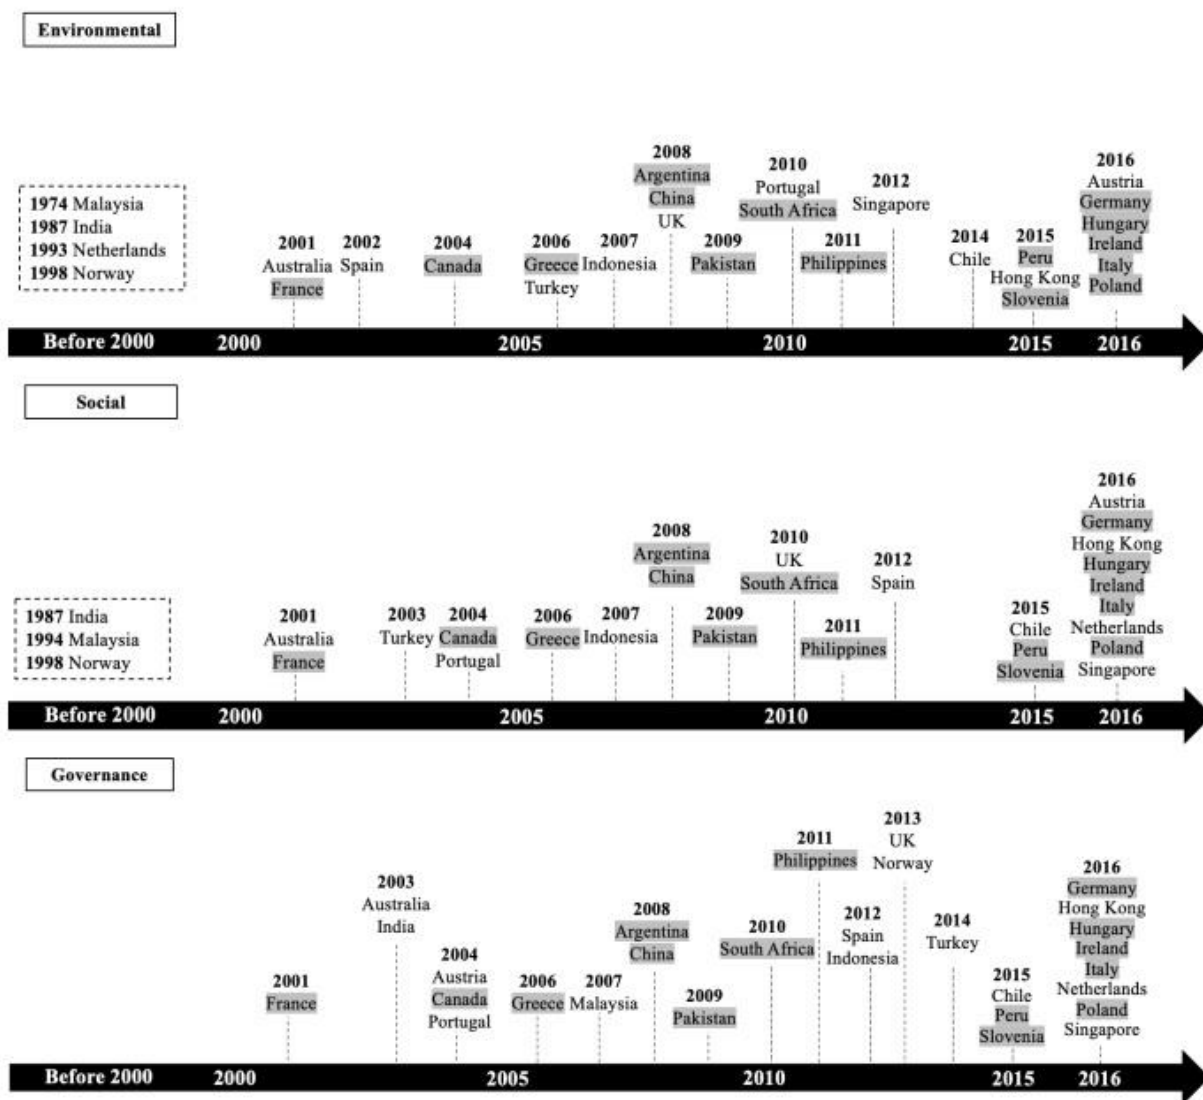 Environmental
1974 Malaysia
1987 India
1993 Netherlands
1998 Norway
2001
Australia
France
2002
Spain
2004
Canada
2006
Greece
Turkey
2007
Indonesia
2008
Argentina
China
UK
2009
Pakistan
2010
Portugal
South Africa
2011
Philippines
2012
Singapore
2014
Chile
2015
Peru
Hong Kong
Slovenia
2016
Austria
Germany
Hungary
Ireland
Italy
Poland
Before 2000 2000 2005 2010 2015 2016
Social
1987 India
1994 Malaysia
1998 Norway
2001
Australia
France
2003
Turkey
2004
Canada
Portugal
2006
Greece
2007
Indonesia
2008
Argentina
China
2009
Pakistan
2010
UK
South Africa
2011
Philippines
2012
Spain
2015
Chile
Peru
Slovenia
2016
Austria
Germany
Hong Kong
Hungary
Ireland
Italy
Netherlands
Poland
Singapore
Before 2000 2000 2005 2010 2015 2016
Governance
2001
France
2003
Australia
India
2004
Austria
Canada
Portugal
2006
Greece
2007
Malaysia
2008
Argentina
China
2009
Pakistan
2010
South Africa
2011
Philippines
2012
Spain
Indonesia
2013
UK
Norway
2014
Turkey
2015
Chile
Peru
Slovenia
2016
Germany
Hong Kong
Hungary
Ireland
Italy
Netherlands
Poland
Singapore
Before 2000 2000 2005 2010 2015 2016